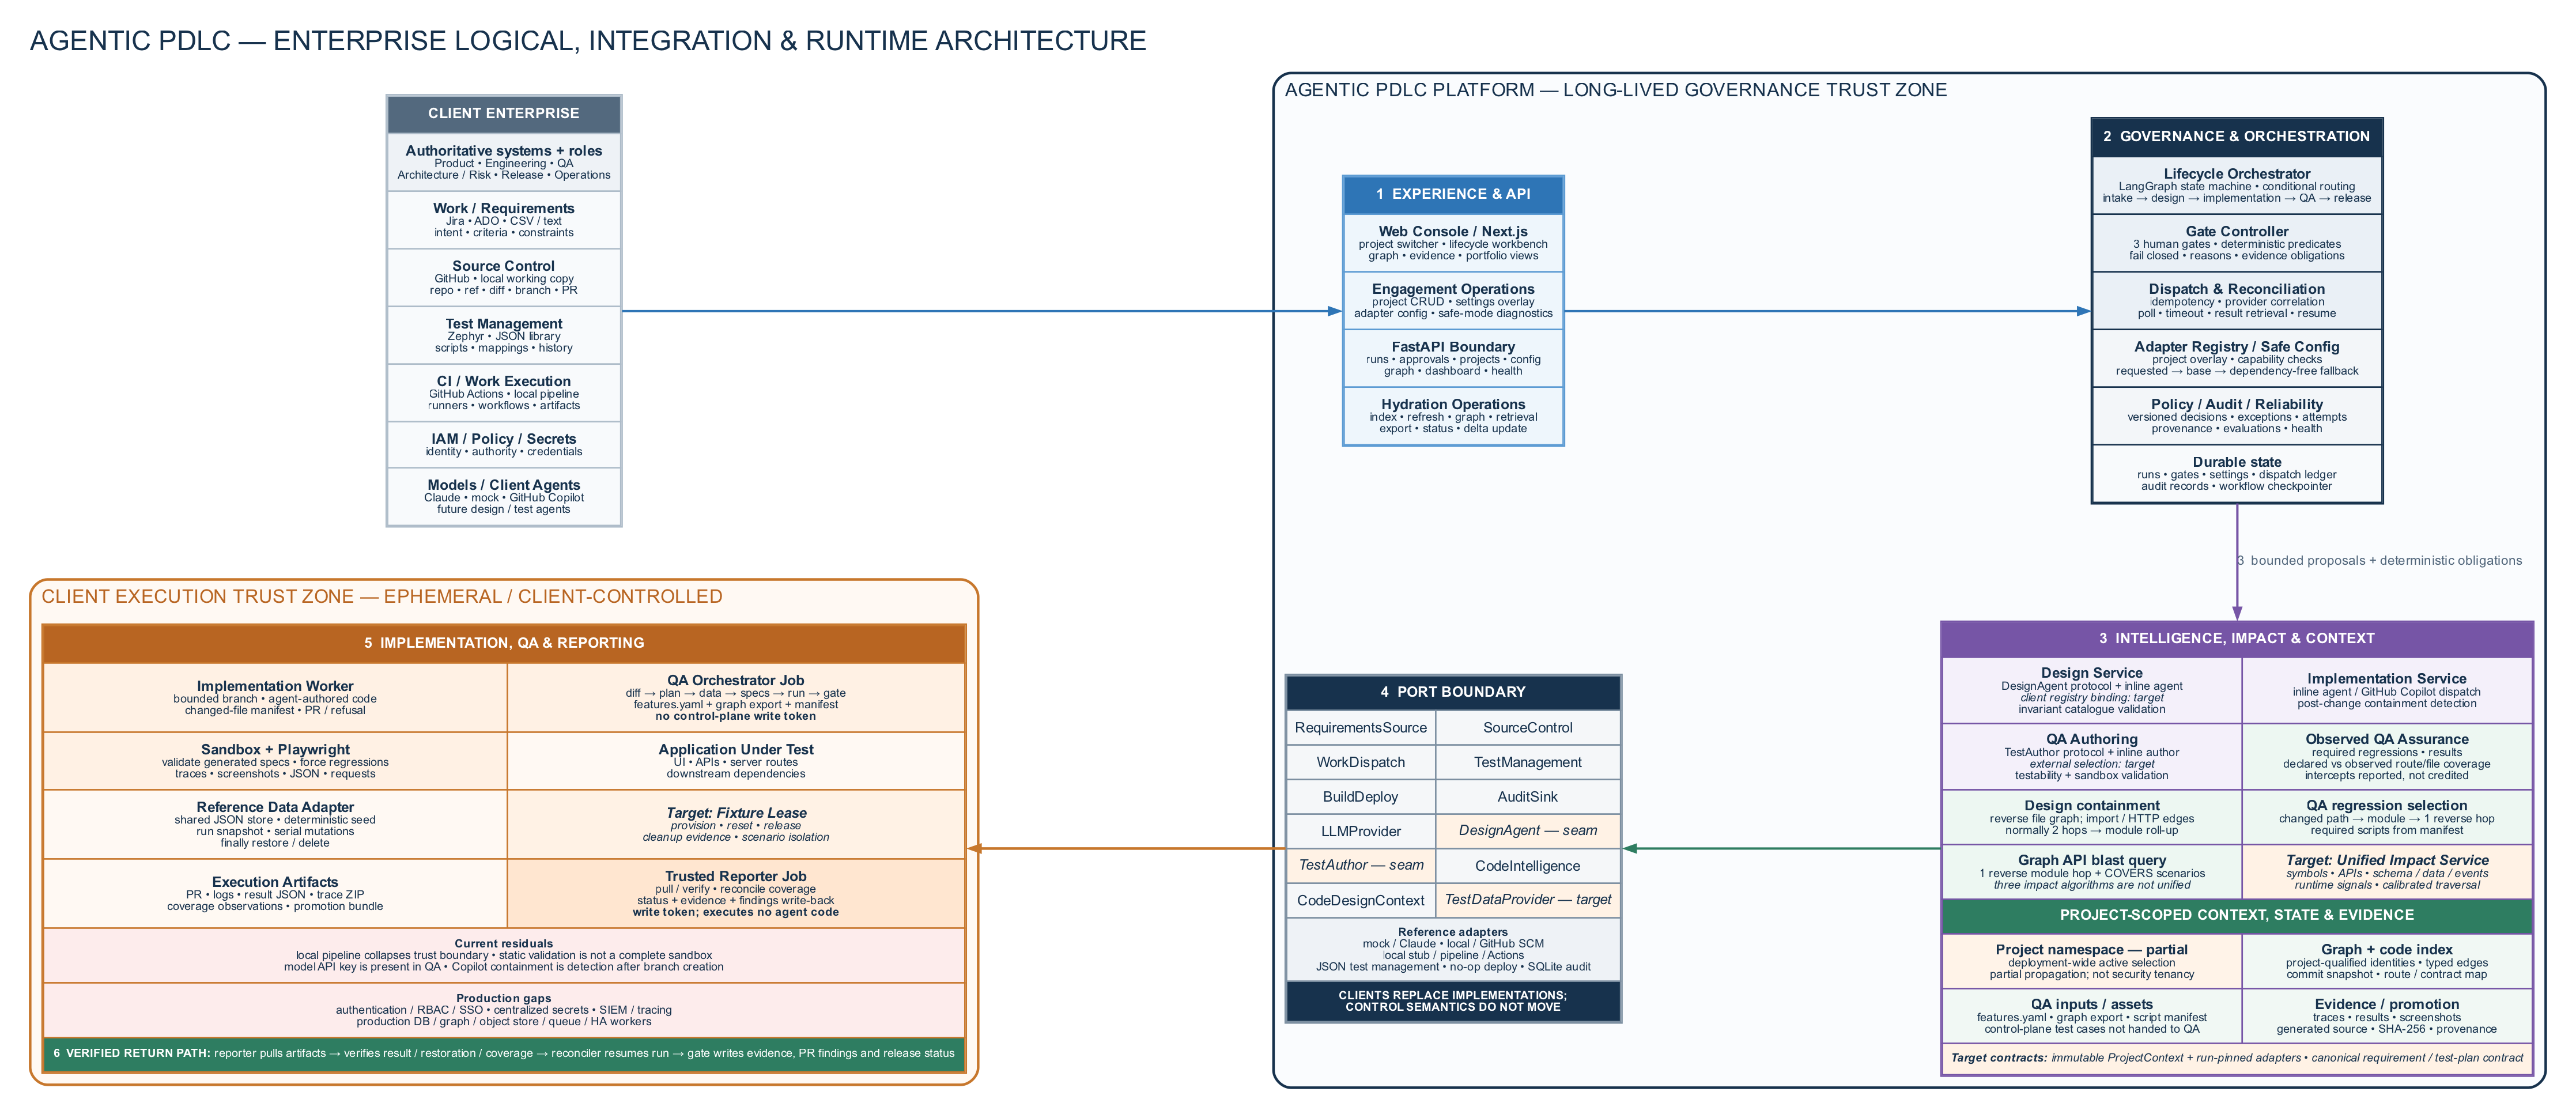 AGENTIC PDLC — ENTERPRISE LOGICAL, INTEGRATION & RUNTIME ARCHITECTURE
CLIENT ENTERPRISE
Authoritative systems + roles
Product • Engineering • QA
Architecture / Risk • Release • Operations
Work / Requirements
Jira • ADO • CSV / text
intent • criteria • constraints
Source Control
GitHub • local working copy
repo • ref • diff • branch • PR
Test Management
Zephyr • JSON library
scripts • mappings • history
CI / Work Execution
GitHub Actions • local pipeline
runners • workflows • artifacts
IAM / Policy / Secrets
identity • authority • credentials
Models / Client Agents
Claude • mock • GitHub Copilot
future design / test agents
AGENTIC PDLC PLATFORM — LONG-LIVED GOVERNANCE TRUST ZONE
1 EXPERIENCE & API
Web Console / Next.js
project switcher • lifecycle workbench
graph • evidence • portfolio views
Engagement Operations
project CRUD • settings overlay
adapter config • safe-mode diagnostics
FastAPI Boundary
runs • approvals • projects • config
graph • dashboard • health
Hydration Operations
index • refresh • graph • retrieval
export • status • delta update
2 GOVERNANCE & ORCHESTRATION
Lifecycle Orchestrator
LangGraph state machine • conditional routing
intake → design → implementation → QA → release
Gate Controller
3 human gates • deterministic predicates
fail closed • reasons • evidence obligations
Dispatch & Reconciliation
idempotency • provider correlation
poll • timeout • result retrieval • resume
Adapter Registry / Safe Config
project overlay • capability checks
requested → base → dependency-free fallback
Policy / Audit / Reliability
versioned decisions • exceptions • attempts
provenance • evaluations • health
Durable state
runs • gates • settings • dispatch ledger
audit records • workflow checkpointer
3 bounded proposals + deterministic obligations
3 INTELLIGENCE, IMPACT & CONTEXT
Design Service
DesignAgent protocol + inline agent
client registry binding: target
invariant catalogue validation
Implementation Service
inline agent / GitHub Copilot dispatch
post-change containment detection
QA Authoring
TestAuthor protocol + inline author
external selection: target
testability + sandbox validation
Observed QA Assurance
required regressions • results
declared vs observed route/file coverage
intercepts reported, not credited
Design containment
reverse file graph; import / HTTP edges
normally 2 hops → module roll-up
QA regression selection
changed path → module → 1 reverse hop
required scripts from manifest
Graph API blast query
1 reverse module hop + COVERS scenarios
three impact algorithms are not unified
Target: Unified Impact Service
symbols • APIs • schema / data / events
runtime signals • calibrated traversal
PROJECT-SCOPED CONTEXT, STATE & EVIDENCE
Project namespace — partial
deployment-wide active selection
partial propagation; not security tenancy
Graph + code index
project-qualified identities • typed edges
commit snapshot • route / contract map
QA inputs / assets
features.yaml • graph export • script manifest
control-plane test cases not handed to QA
Evidence / promotion
traces • results • screenshots
generated source • SHA-256 • provenance
Target contracts: immutable ProjectContext + run-pinned adapters • canonical requirement / test-plan contract
4 PORT BOUNDARY
RequirementsSource
SourceControl
WorkDispatch
TestManagement
BuildDeploy
AuditSink
LLMProvider
DesignAgent — seam
TestAuthor — seam
CodeIntelligence
CodeDesignContext
TestDataProvider — target
Reference adapters
mock / Claude • local / GitHub SCM
local stub / pipeline / Actions
JSON test management • no-op deploy • SQLite audit
CLIENTS REPLACE IMPLEMENTATIONS;
CONTROL SEMANTICS DO NOT MOVE
CLIENT EXECUTION TRUST ZONE — EPHEMERAL / CLIENT-CONTROLLED
5 IMPLEMENTATION, QA & REPORTING
Implementation Worker
bounded branch • agent-authored code
changed-file manifest • PR / refusal
QA Orchestrator Job
diff → plan → data → specs → run → gate
features.yaml + graph export + manifest
no control-plane write token
Sandbox + Playwright
validate generated specs • force regressions
traces • screenshots • JSON • requests
Application Under Test
UI • APIs • server routes
downstream dependencies
Reference Data Adapter
shared JSON store • deterministic seed
run snapshot • serial mutations
finally restore / delete
Target: Fixture Lease
provision • reset • release
cleanup evidence • scenario isolation
Execution Artifacts
PR • logs • result JSON • trace ZIP
coverage observations • promotion bundle
Trusted Reporter Job
pull / verify • reconcile coverage
status + evidence + findings write-back
write token; executes no agent code
Current residuals
local pipeline collapses trust boundary • static validation is not a complete sandbox
model API key is present in QA • Copilot containment is detection after branch creation
Production gaps
authentication / RBAC / SSO • centralized secrets • SIEM / tracing
production DB / graph / object store / queue / HA workers
6 VERIFIED RETURN PATH: reporter pulls artifacts → verifies result / restoration / coverage → reconciler resumes run → gate writes evidence, PR findings and release status